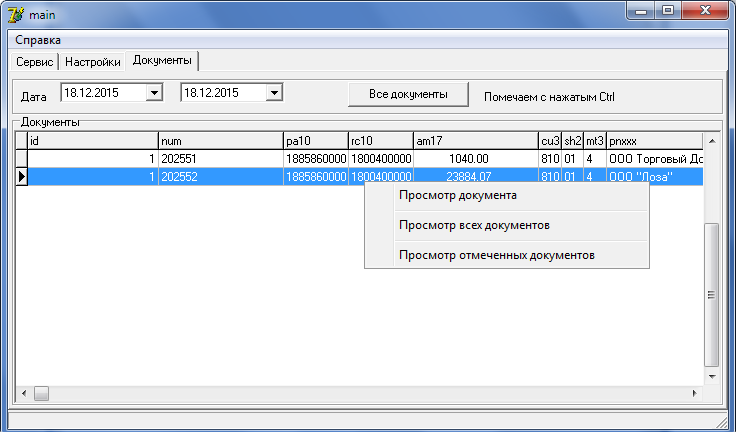 main
Справка
Сервис Настройки Документы
Дата 18.12.2015 18.12.2015 Все документы Помечаем с нажатым Ctrl
Документы
id num pa10 rc10 am17 cu3 sh2 mt3 pnxxx
1 202551 1885860000 1800400000 1040.00 810 01 4 ООО Торговый До
1 202552 1885860000 1800400000 23884.07 810 01 4 ООО "Лоза"
Просмотр документа
Просмотр всех документов
Просмотр отмеченных документов